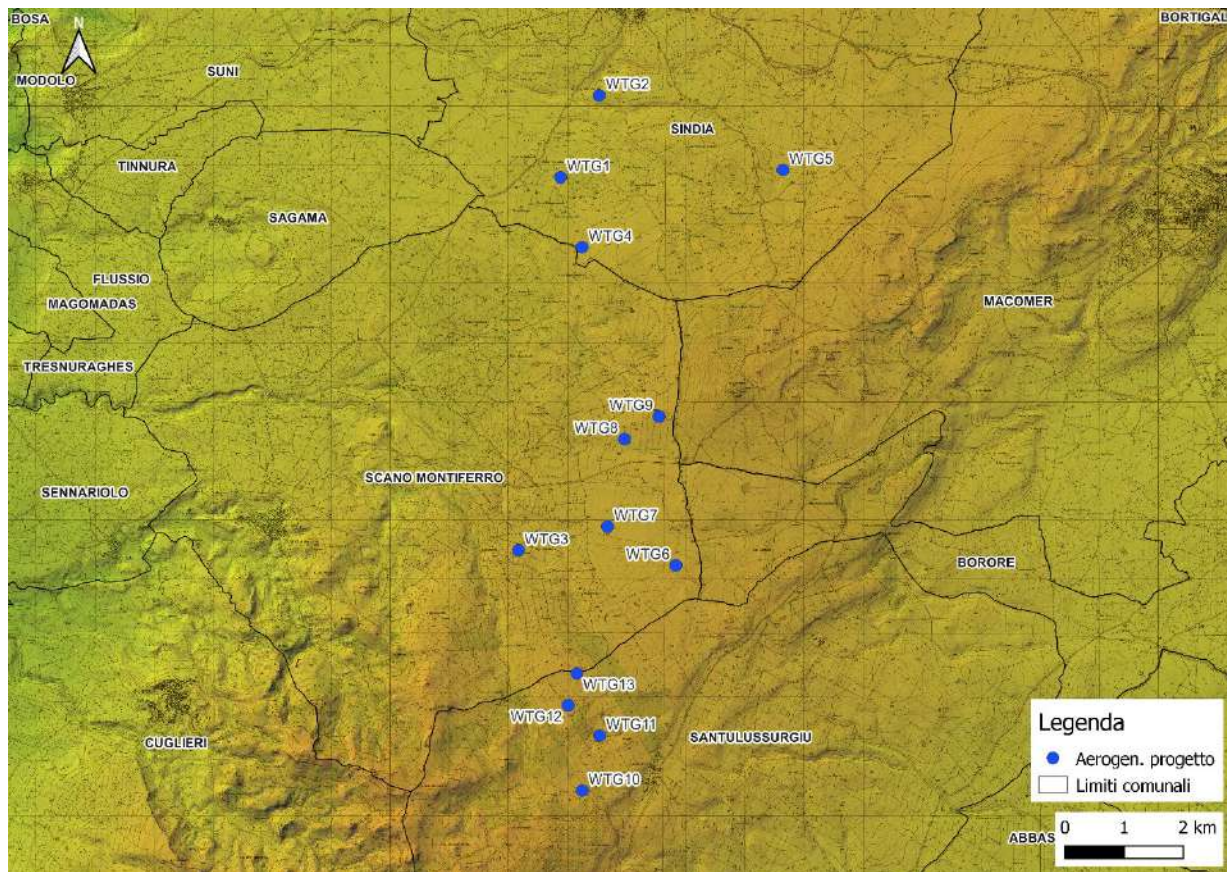 BOSA
N
BORTIGAL
MODOLO
SUNI
WTG2
SINDIA
TINNURA
WTG1
WTG5
SAGAMA
WTG4
FLUSSIO
MAGOMADAS
MACOMER
TRESNURAGHES
WTG9
WTG8
SCANO MONTIFERRO
SENNARIOLO
WTG7
WTG3
WTG6
BORORE
WTG13
WTG12
WTG11
CUGLIERI
SANTULUSSURGIU
WTG10
Legenda
Aerogen. progetto
Limiti comunali
0 1 2 km
ABBAS